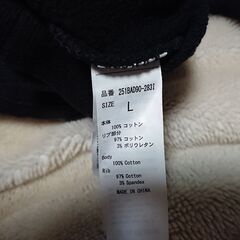 品番 251BAD90-283I
SIZE L
本体
100% コットン
リブ部分
97% コットン
3% ポリウレタン
Body
100% Cotton
Rib
97% Cotton
3% Spandex
MADE IN CHINA